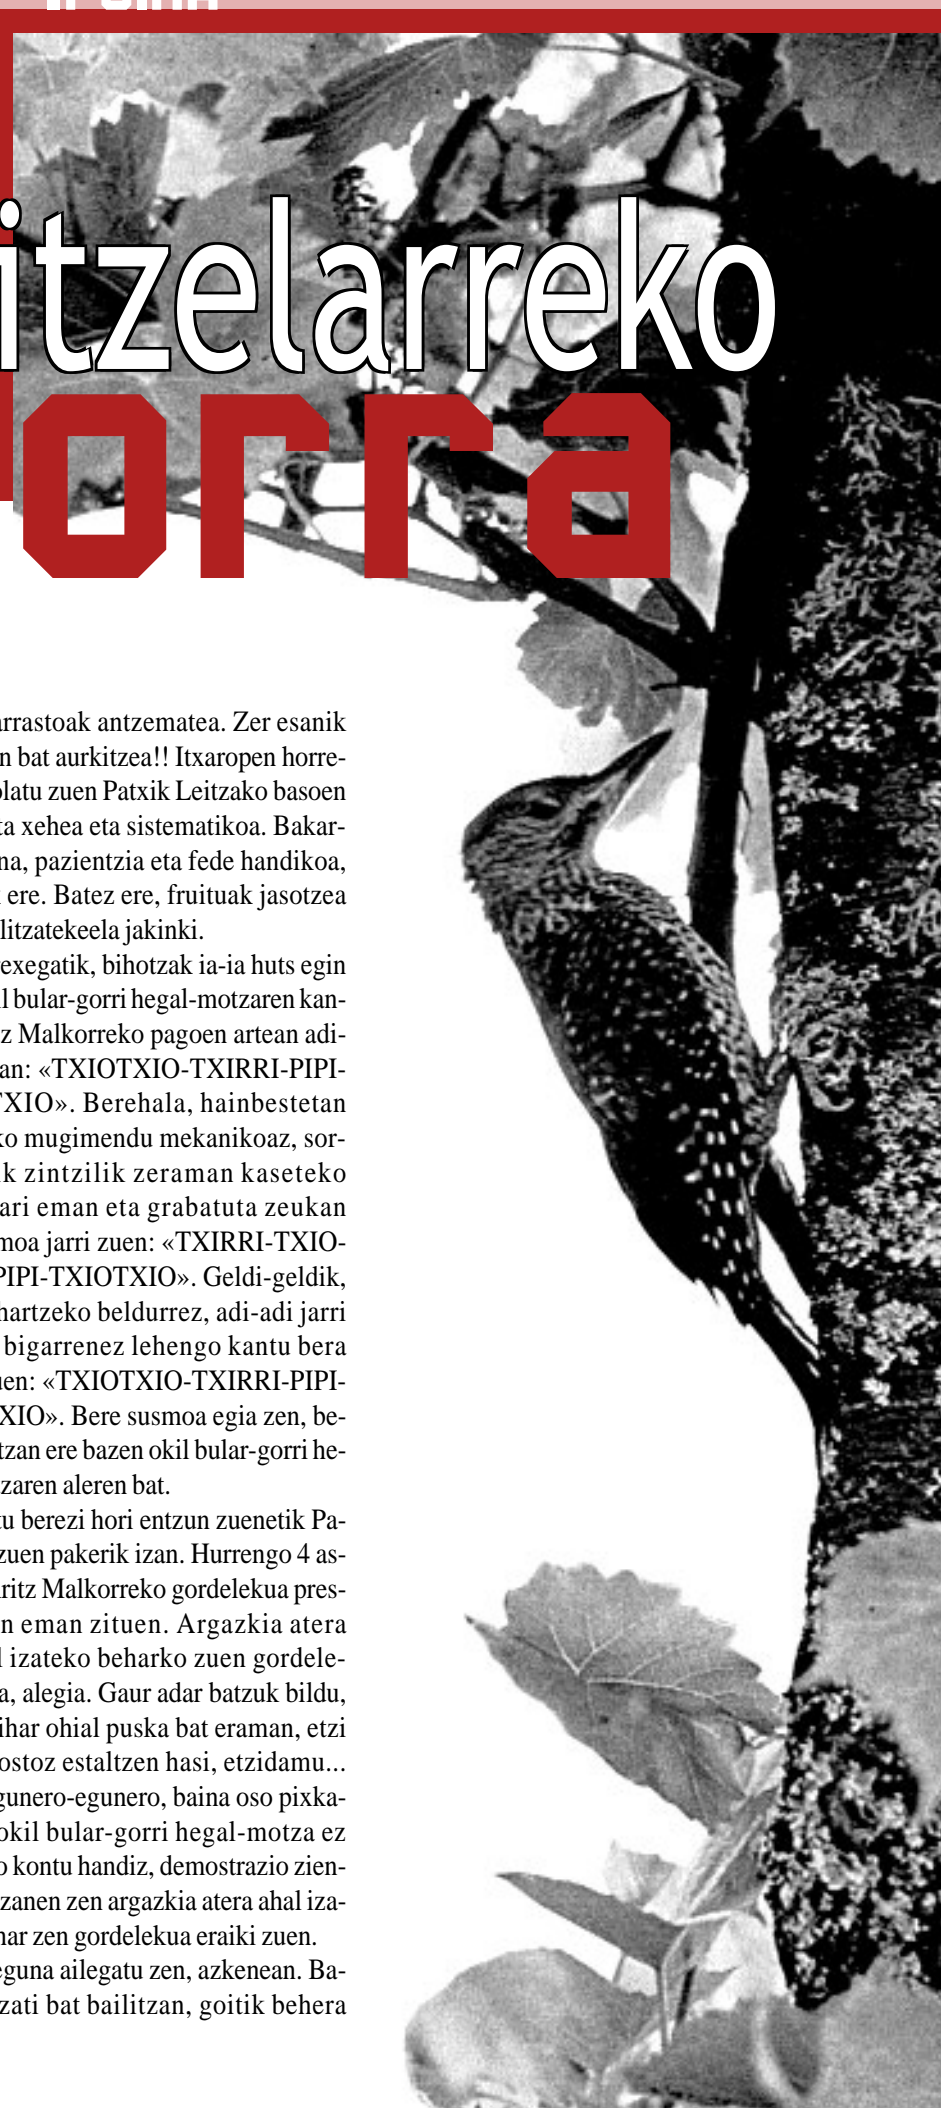 itzelarreko
orra
arrastoak antzematea. Zer esanik
n bat aurkitzea!! Itxaropen horre-
olatu zuen Patxik Leitzako basoen
ta xehea eta sistematikoa. Bakar-
na, pazientzia eta fede handikoa,
ere. Batez ere, fruituak jasotzea
litzatekeela jakinki.
exegatik, bihotzak ia-ia huts egin
l bular-gorri hegal-motzaren kan-
z Malkorreko pagoen artean adi-
an: «TXIOTXIO-TXIRRI-PIPI-
TXIO». Berehala, hainbestetan
ko mugimendu mekanikoaz, sor-
k zintzilik zeraman kaseteko
ari eman eta grabatuta zeukan
moa jarri zuen: «TXIRRI-TXIO-
PIPI-TXIOTXIO». Geldi-geldik,
hartzeko beldurrez, adi-adi jarri
bigarrenez lehengo kantu bera
uen: «TXIOTXIO-TXIRRI-PIPI-
XIO». Bere susmoa egia zen, be-
tzan ere bazen okil bular-gorri he-
zaren aleren bat.
tu berezi hori entzun zuenetik Pa-
zuen pakerik izan. Hurrengo 4 as-
ritz Malkorreko gordelekua pres-
n eman zituen. Argazkia atera
l izateko beharko zuen gordele-
a, alegia. Gaur adar batzuk bildu,
ihar ohial puska bat eraman, etzi
ostoz estaltzen hasi, etzidamu...
gunero-egunero, baina oso pixka-
okil bular-gorri hegal-motza ez
o kontu handiz, demostrazio zien-
zanen zen argazkia atera ahal iza-
har zen gordelekua eraiki zuen.
eguna ailegatu zen, azkenean. Ba-
zati bat bailitzan, goitik behera